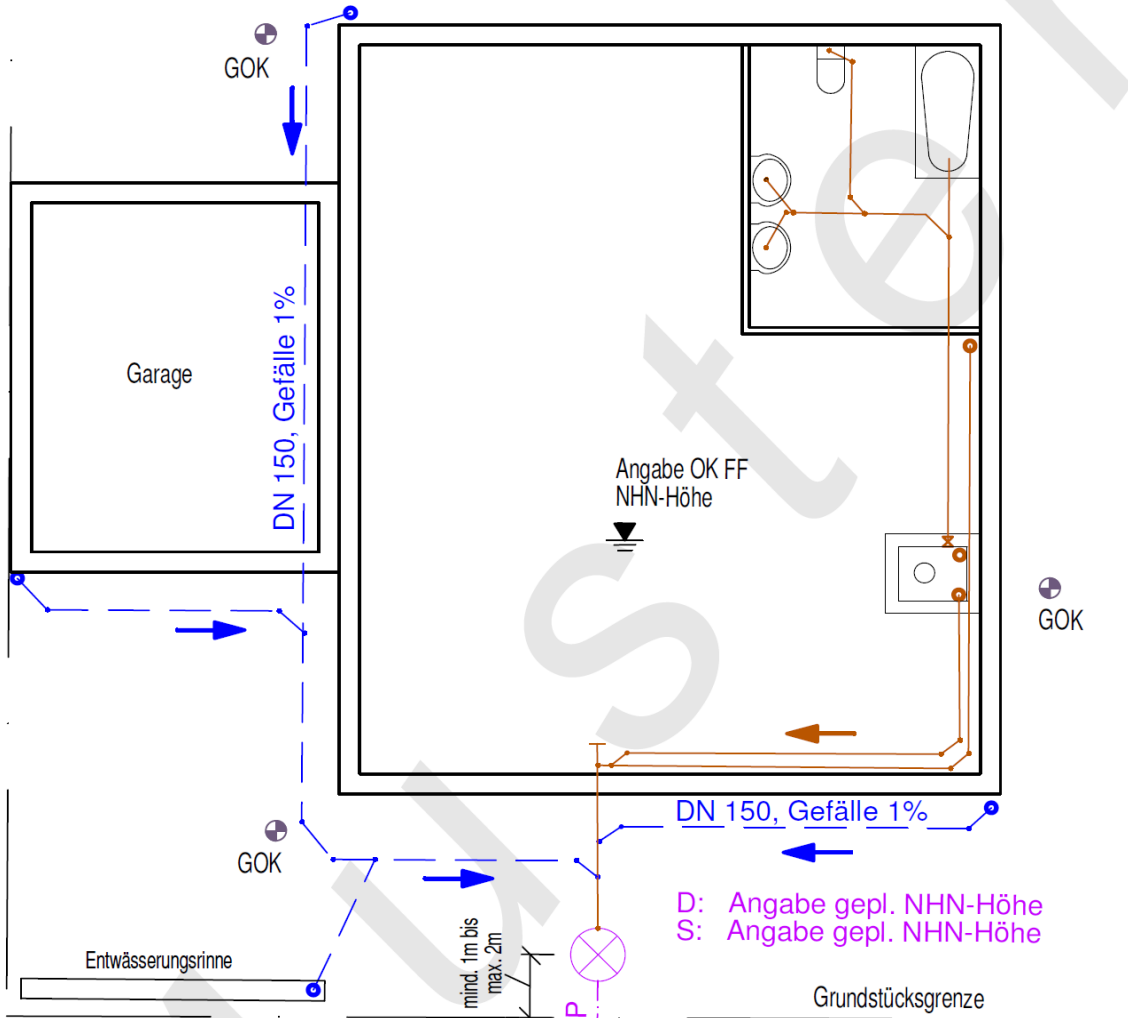 GOK
DN 150, Gefälle 1%
Garage
Angabe OK FF
NHN-Höhe
GOK
DN 150, Gefälle 1%
GOK
D: Angabe gepl. NHN-Höhe
S: Angabe gepl. NHN-Höhe
mind. 1m bis
max. 2m
Entwässerungsrinne
P
Grundstücksgrenze
uster